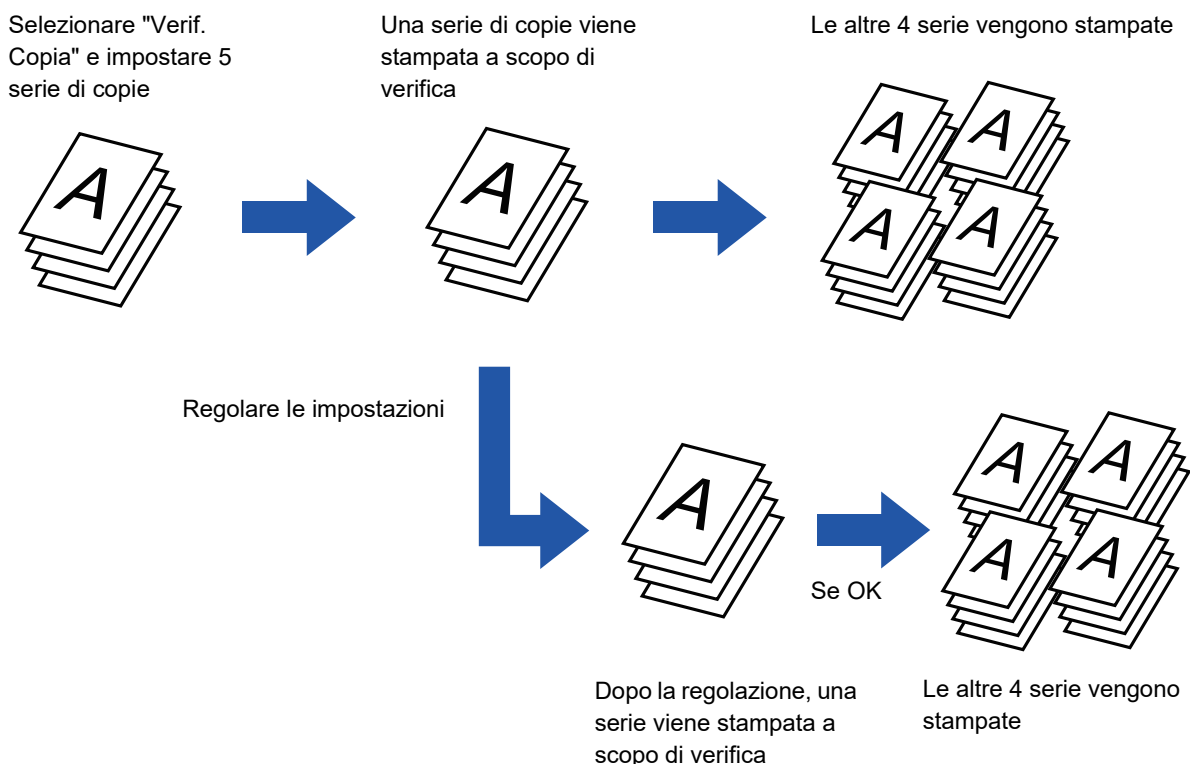 Selezionare "Verif.
Copia" e impostare 5
serie di copie
Una serie di copie viene
stampata a scopo di
verifica
Le altre 4 serie vengono stampate
A
A
A
A
A
A
Regolare le impostazioni
A
A
A
A
A
Se OK
Dopo la regolazione, una
serie viene stampata a
scopo di verifica
Le altre 4 serie vengono
stampate